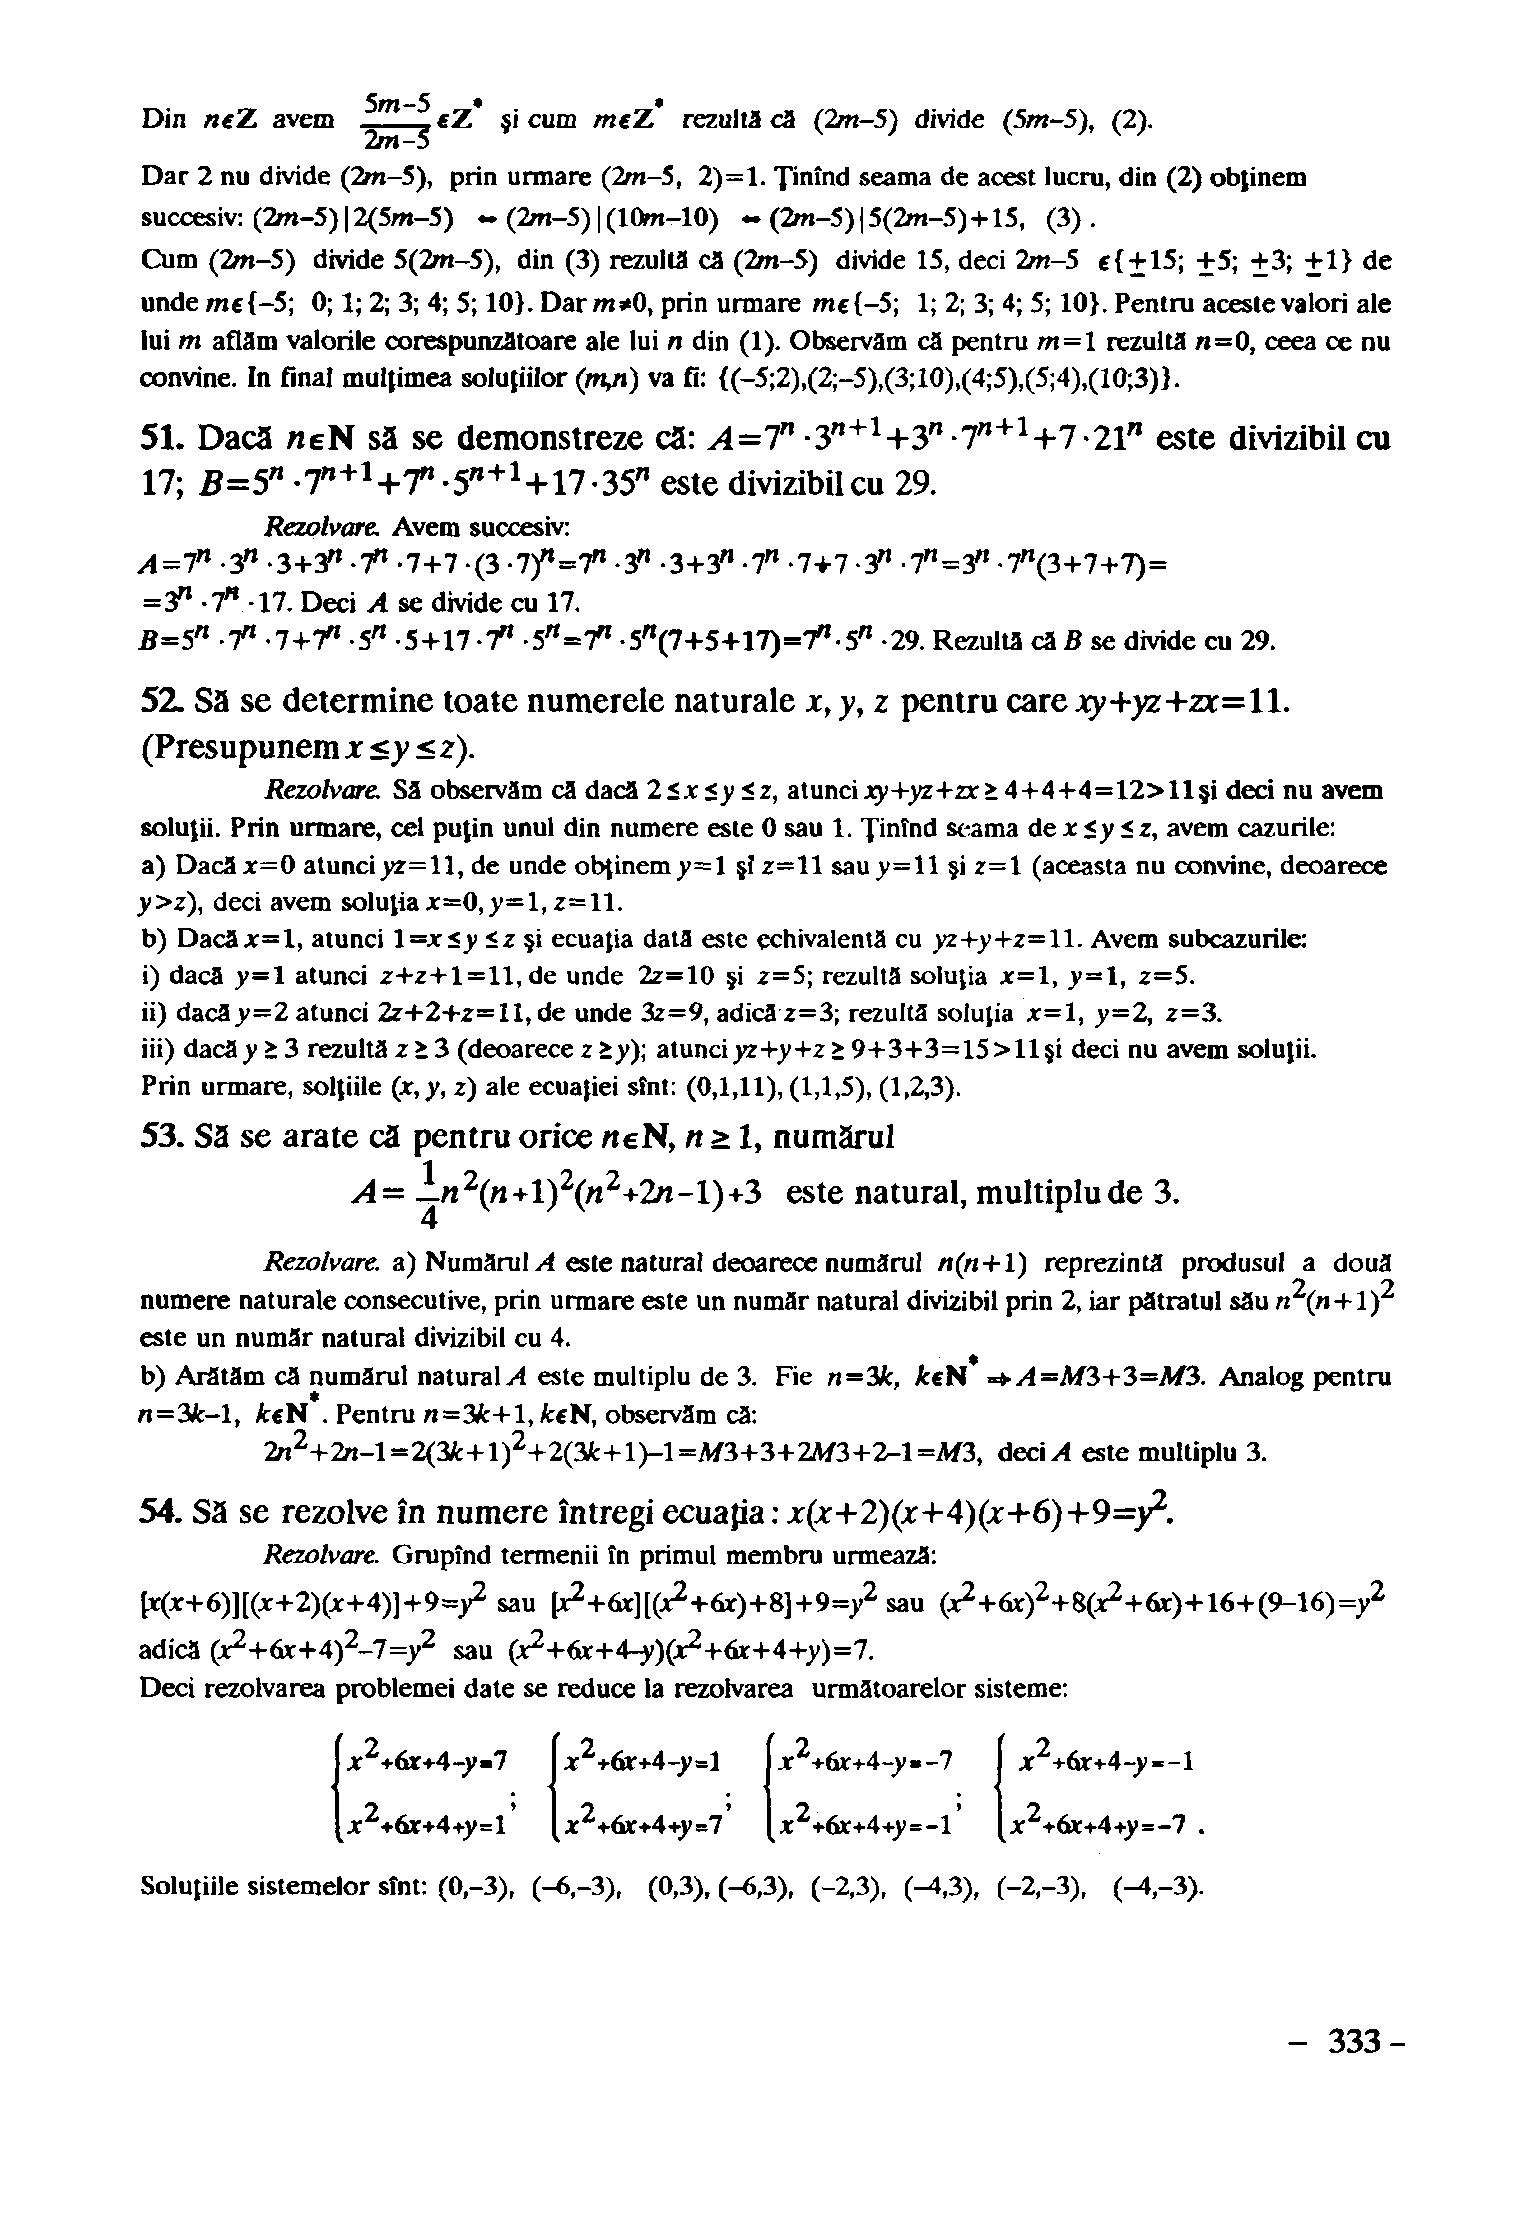 Din nϵZ avem (5m-5)/(2m-5) ϵZ* şi cum mϵZ* rezultă că (2m–5) divide (5m–5), (2).
Dar 2 nu divide (2m–5), prin urmare (2m–5, 2)=1. Ţinînd seama de acest lucru, din (2) obţinem
succesiv: (2m–5)|2(5m–5) ↔ (2m–5)|(10m–10) ↔ (2m–5)|5(2m–5)+15, (3) .
Cum (2m–5) divide 5(2m–5), din (3) rezultă că (2m–5) divide 15, deci 2m–5 ϵ{±15; ±5; ±3; ±1} de
unde mϵ{–5; 0; 1; 2; 3; 4; 5; 10}. Dar m≠0, prin urmare mϵ{–5; 1; 2; 3; 4; 5; 10}. Pentru aceste valori ale
lui m aflăm valorile corespunzătoare ale lui n din (1). Observăm că pentru m=1 rezultă n=0, ceea ce nu
convine. In final mulţimea soluţiilor (m,n) va fi: {(–5;2),(2;–5),(3;10),(4;5),(5;4),(10;3)}.
51. Dacă nϵN să se demonstreze că: A=7ⁿ·3ⁿ⁺¹+3ⁿ·7ⁿ⁺¹+7·21ⁿ este divizibil cu
17; B=5ⁿ·7ⁿ⁺¹+7ⁿ·5ⁿ⁺¹+17·35ⁿ este divizibil cu 29.
Rezolvare. Avem succesiv:
A=7ⁿ·3ⁿ·3+3ⁿ·7ⁿ·7+7·(3·7)ⁿ=7ⁿ·3ⁿ·3+3ⁿ·7ⁿ·7+7·3ⁿ·7ⁿ=3ⁿ·7ⁿ(3+7+7)=
=3ⁿ·7ⁿ·17. Deci A se divide cu 17.
B=5ⁿ·7ⁿ·7+7ⁿ·5ⁿ·5+17·7ⁿ·5ⁿ=7ⁿ·5ⁿ(7+5+17)=7ⁿ·5ⁿ·29. Rezultă că B se divide cu 29.
52. Să se determine toate numerele naturale x, y, z pentru care xy+yz+zx=11.
(Presupunem x≤y≤z).
Rezolvare. Să observăm că dacă 2≤x≤y≤z, atunci xy+yz+zx≥4+4+4=12>11şi deci nu avem
soluţii. Prin urmare, cel puţin unul din numere este 0 sau 1. Ţinînd seama de x≤y≤z, avem cazurile:
a) Dacă x=0 atunci yz=11, de unde obţinem y=1 şî z=11 sau y=11 şi z=1 (aceasta nu convine, deoarece
y>z), deci avem soluţia x=0, y=1, z=11.
b) Dacă x=1, atunci 1=x≤y≤z şi ecuaţia dată este echivalentă cu yz+y+z=11. Avem subcazurile:
i) dacă y=1 atunci z+z+1=11, de unde 2z=10 şi z=5; rezultă soluţia x=1, y=1, z=5.
ii) dacă y=2 atunci 2z+2+z=11, de unde 3z=9, adică z=3; rezultă soluţia x=1, y=2, z=3.
iii) dacă y≥3 rezultă z≥3 (deoarece z≥y); atunci yz+y+z≥9+3+3=15>11şi deci nu avem soluţii.
Prin urmare, solţiile (x, y, z) ale ecuaţiei sînt: (0,1,11), (1,1,5), (1,2,3).
53. Să se arate că pentru orice nϵN, n≥1, numărul
A= 1/4 n²(n+1)²(n²+2n-1)+3 este natural, multiplu de 3.
Rezolvare. a) Numărul A este natural deoarece numărul n(n+1) reprezintă produsul a două
numere naturale consecutive, prin urmare este un număr natural divizibil prin 2, iar pătratul său n²(n+1)²
este un număr natural divizibil cu 4.
b) Arătăm că numărul natural A este multiplu de 3. Fie n=3k, kϵN* ⇒ A=M3+3=M3. Analog pentru
n=3k–1, kϵN*. Pentru n=3k+1, kϵN, observăm că:
2n²+2n–1=2(3k+1)²+2(3k+1)–1=M3+3+2M3+2–1=M3, deci A este multiplu 3.
54. Să se rezolve în numere întregi ecuaţia : x(x+2)(x+4)(x+6)+9=y².
Rezolvare. Grupînd termenii în primul membru urmează:
[x(x+6)][(x+2)(x+4)]+9=y² sau [x²+6x][(x²+6x)+8]+9=y² sau (x²+6x)²+8(x²+6x)+16+(9–16)=y²
adică (x²+6x+4)²–7=y² sau (x²+6x+4–y)(x²+6x+4+y)=7.
Deci rezolvarea problemei date se reduce la rezolvarea următoarelor sisteme:
{x²+6x+4-y=7 {x²+6x+4-y=1 {x²+6x+4-y=-7 {x²+6x+4-y=-1
x²+6x+4+y=1 ; x²+6x+4+y=7 ; x²+6x+4+y=-1 ; x²+6x+4+y=-7 .
Soluţiile sistemelor sînt: (0,–3), (–6,–3), (0,3), (–6,3), (–2,3), (–4,3), (–2,–3), (–4,–3).
– 333 –